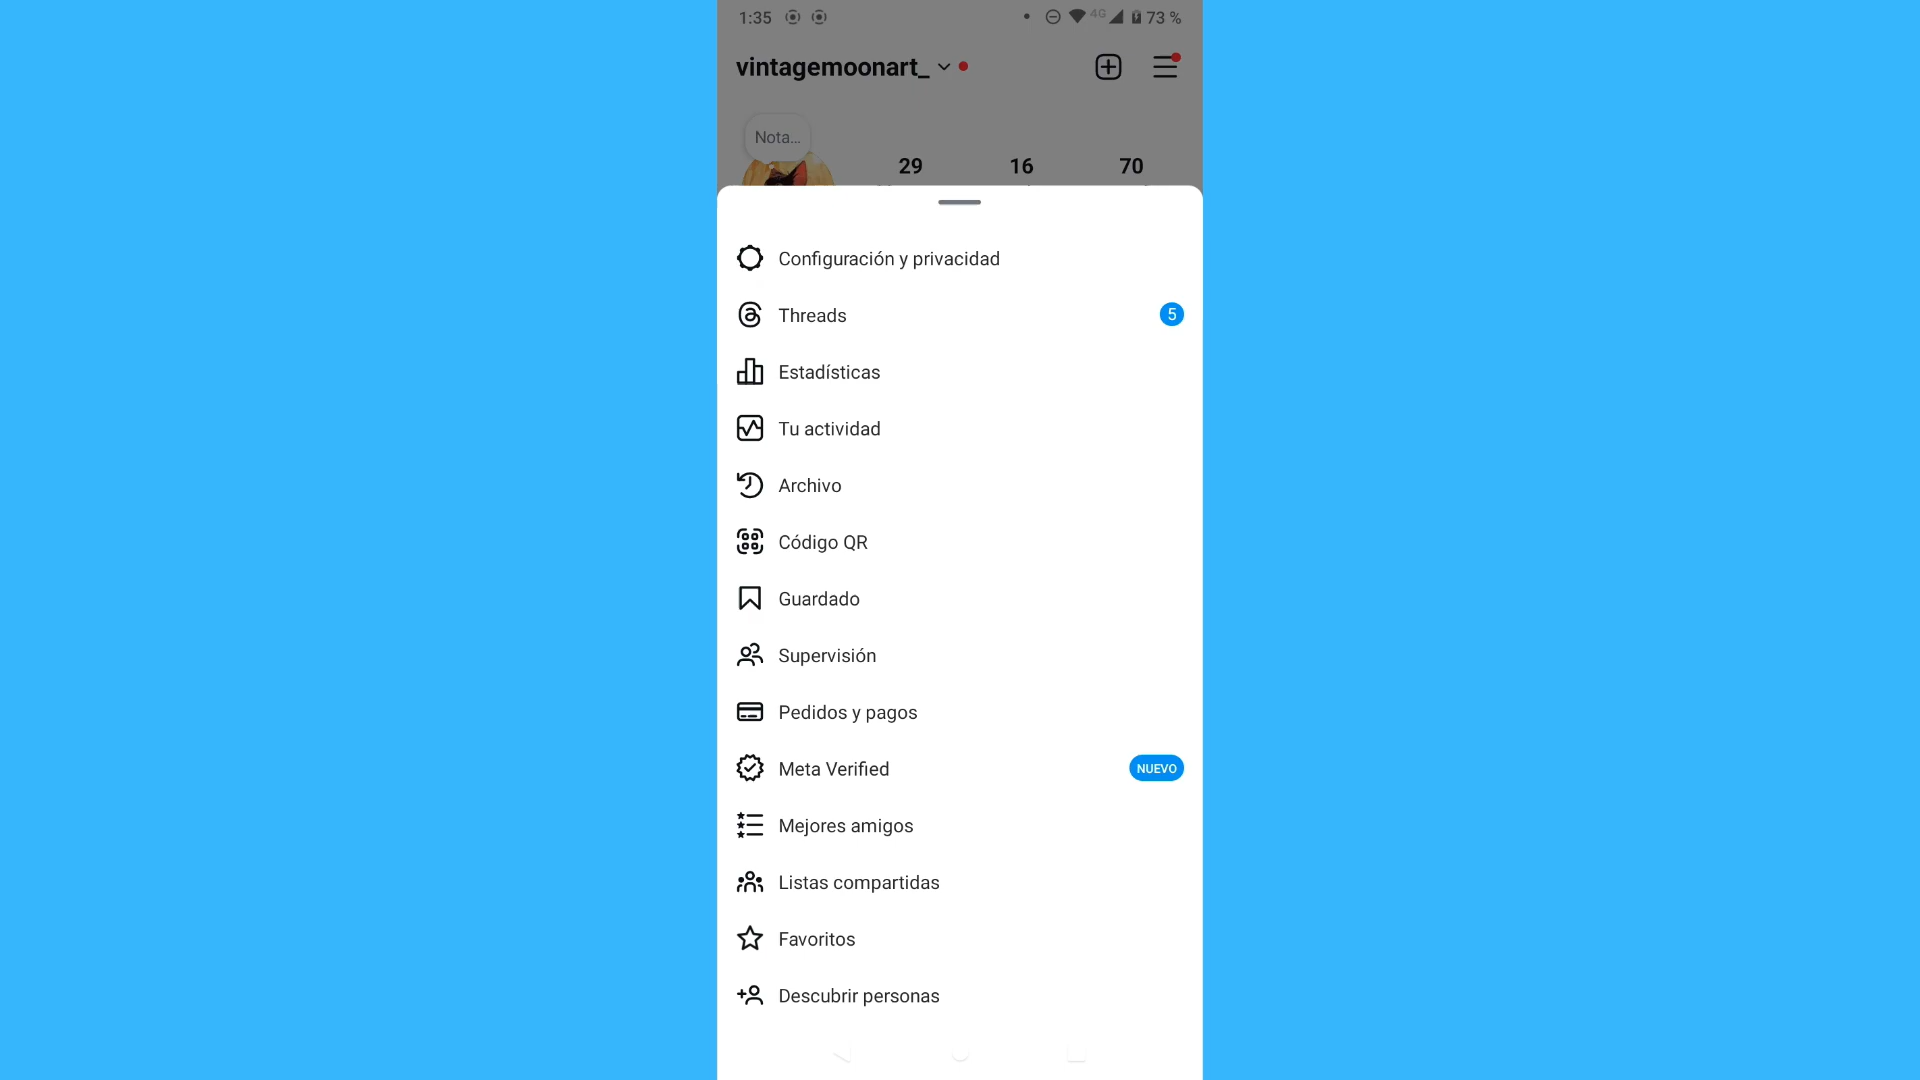 1:35 4G 73 %
vintagemoonart_
Nota...
29 16 70
Configuración y privacidad
Threads 5
Estadísticas
Tu actividad
Archivo
Código QR
Guardado
Supervisión
Pedidos y pagos
Meta Verified NUEVO
Mejores amigos
Listas compartidas
Favoritos
Descubrir personas